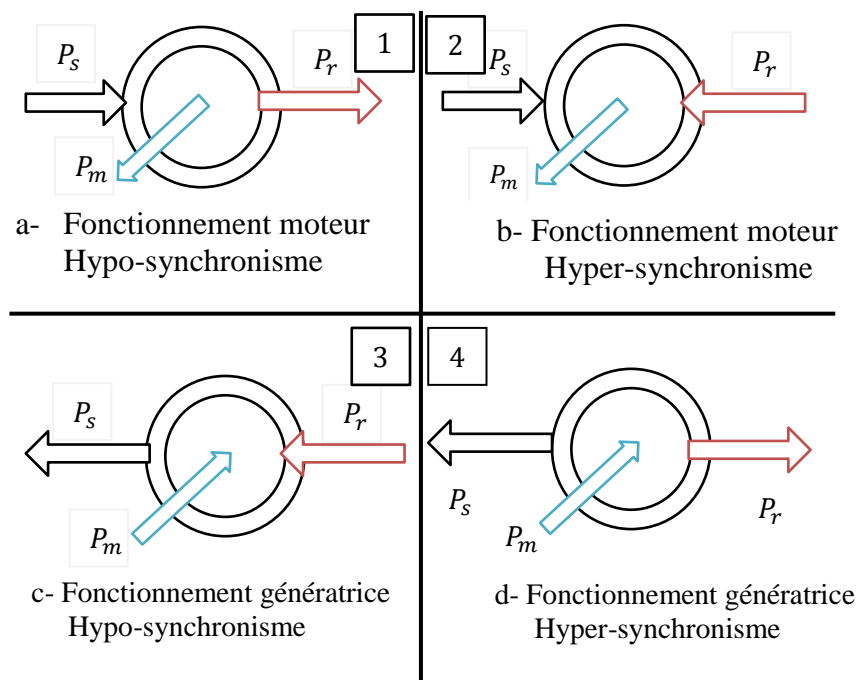 1
P_s
P_r
P_m
a- Fonctionnement moteur
Hypo-synchronisme
2
P_s
P_r
P_m
b- Fonctionnement moteur
Hyper-synchronisme
3
P_s
P_r
P_m
c- Fonctionnement génératrice
Hypo-synchronisme
4
P_s
P_m
P_r
d- Fonctionnement génératrice
Hyper-synchronisme